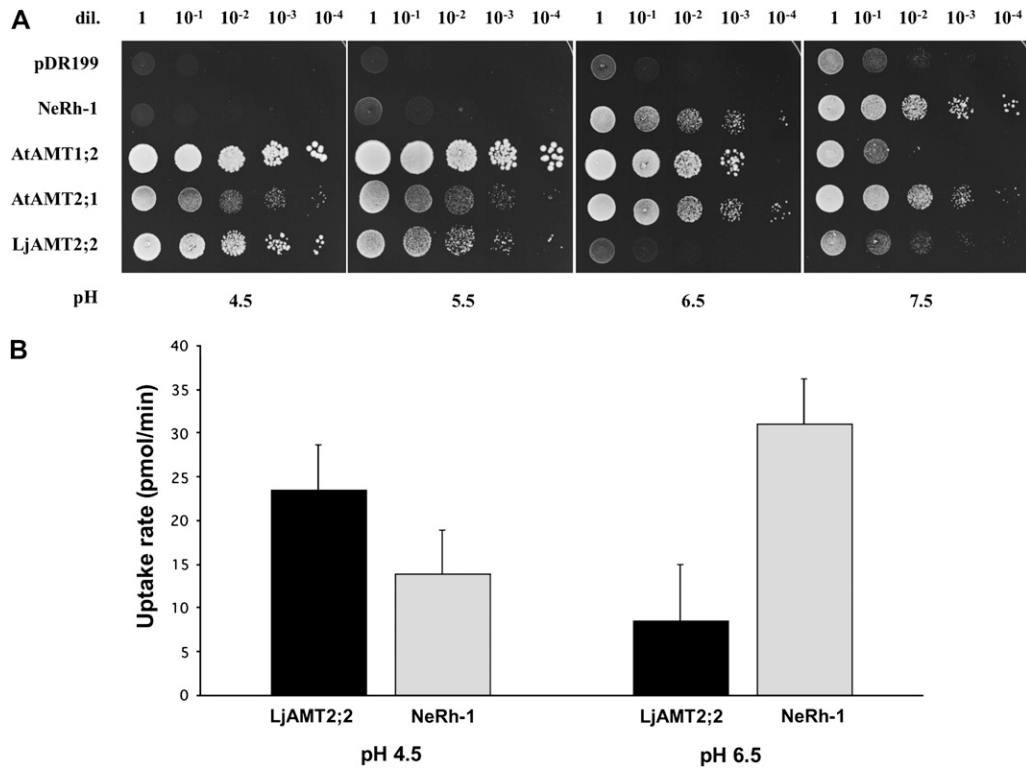 A
dil. 1 10⁻¹ 10⁻² 10⁻³ 10⁻⁴ 1 10⁻¹ 10⁻² 10⁻³ 10⁻⁴ 1 10⁻¹ 10⁻² 10⁻³ 10⁻⁴ 1 10⁻¹ 10⁻² 10⁻³ 10⁻⁴
pDR199
NeRh-1
AtAMT1;2
AtAMT2;1
LjAMT2;2
pH 4.5 5.5 6.5 7.5
B
Uptake rate (pmol/min)
40
35
30
25
20
15
10
5
0
LjAMT2;2 NeRh-1 LjAMT2;2 NeRh-1
pH 4.5 pH 6.5